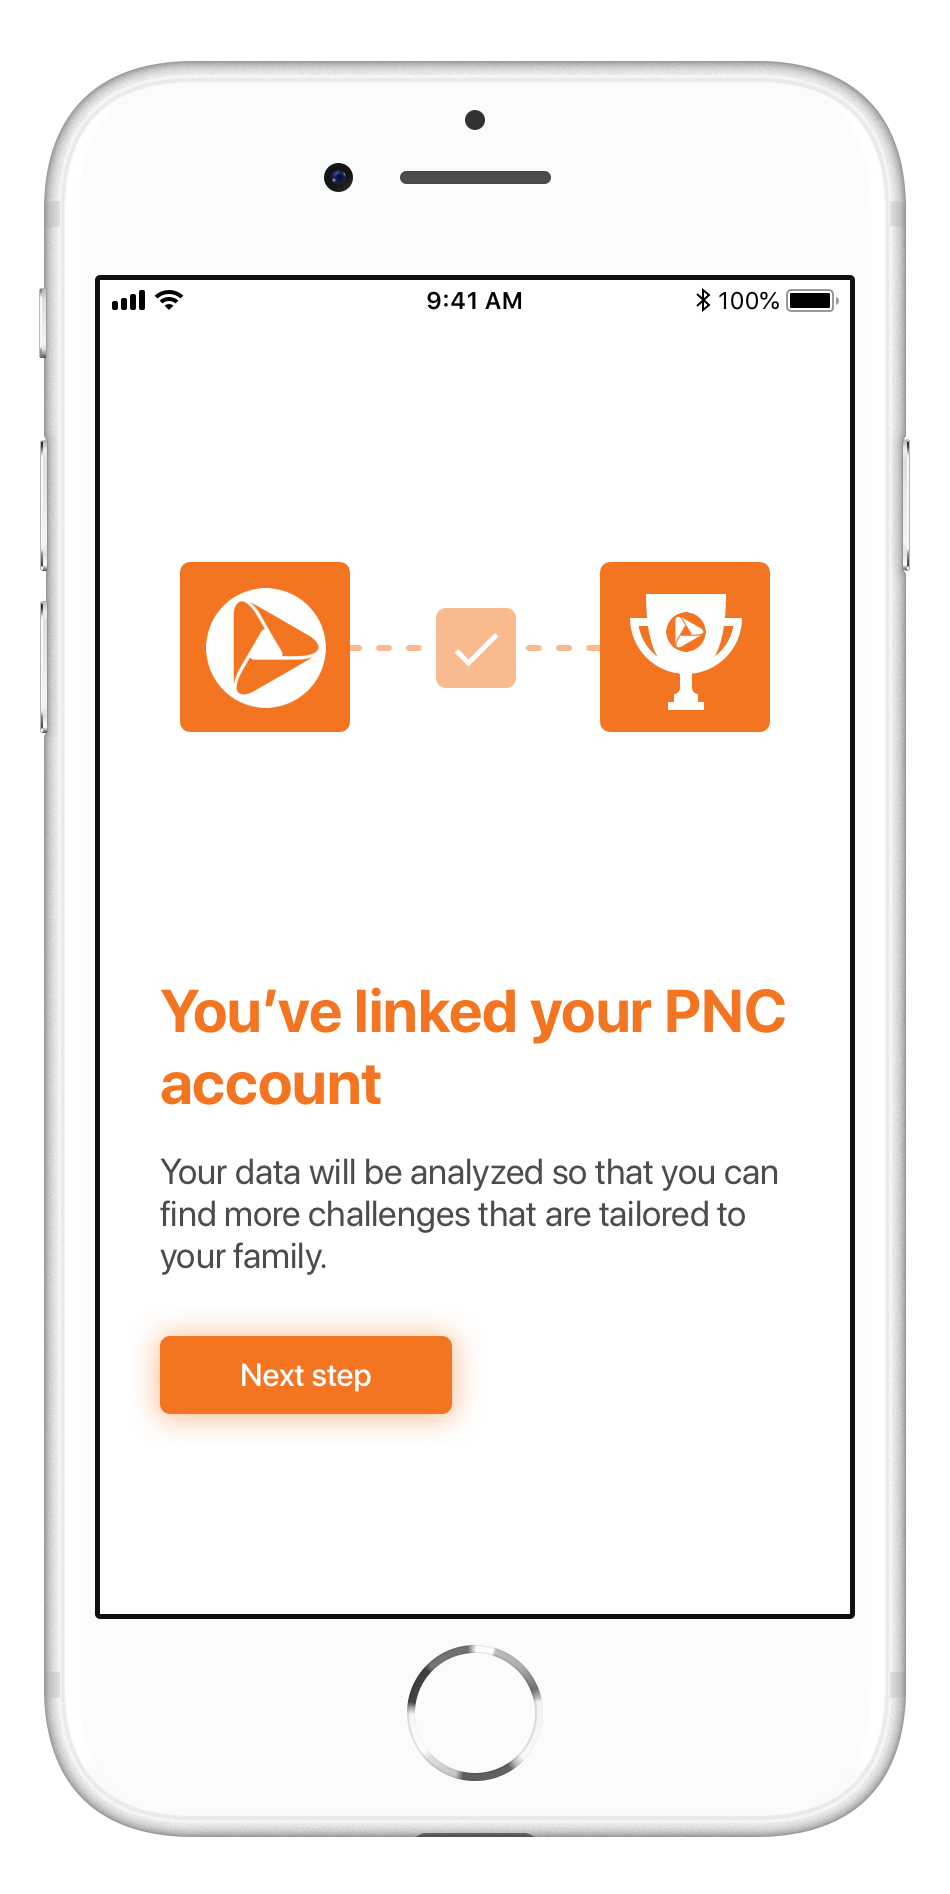 9:41 AM
100%
You’ve linked your PNC
account
Your data will be analyzed so that you can
find more challenges that are tailored to
your family.
Next step